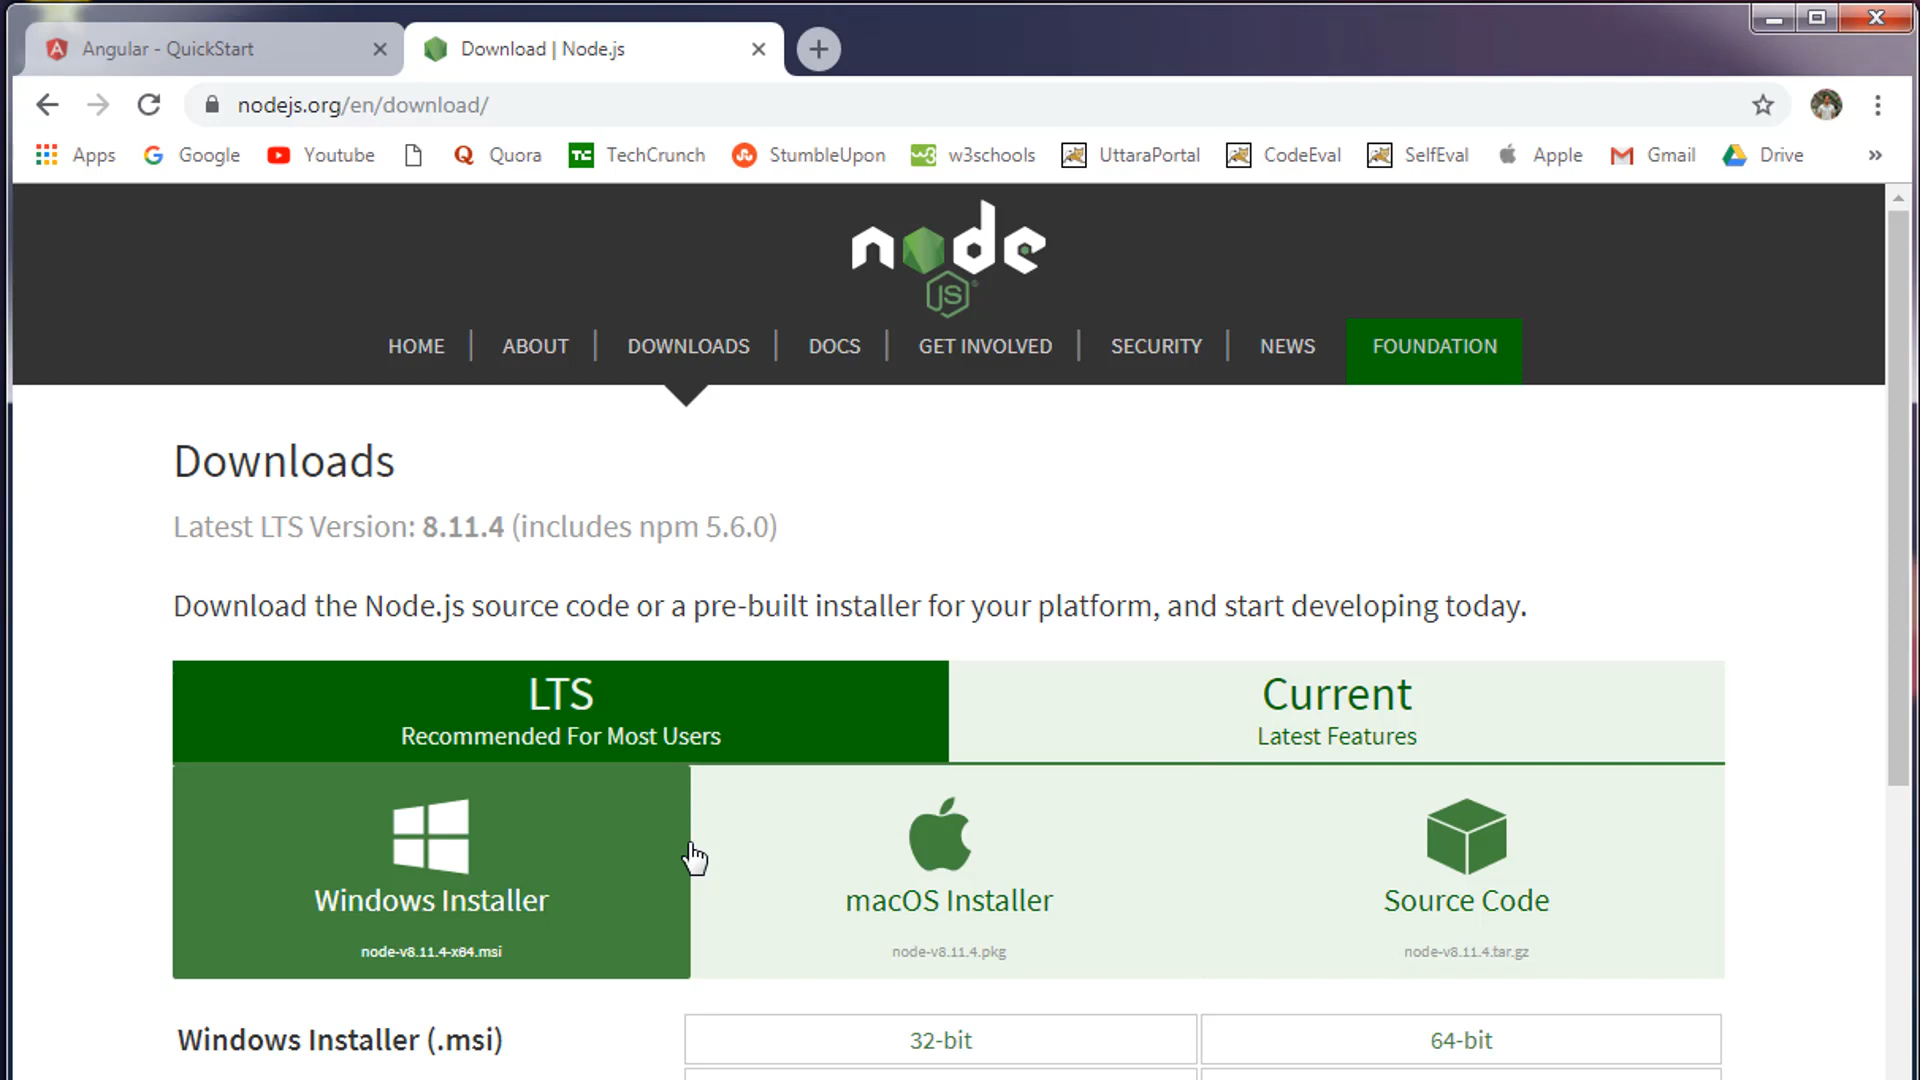 Angular - QuickStart
Download | Node.js
nodejs.org/en/download/
Apps Google Youtube Quora TechCrunch StumbleUpon w3schools UttaraPortal CodeEval SelfEval Apple Gmail Drive »
node
JS
HOME ABOUT DOWNLOADS DOCS GET INVOLVED SECURITY NEWS FOUNDATION
Downloads
Latest LTS Version: 8.11.4 (includes npm 5.6.0)
Download the Node.js source code or a pre-built installer for your platform, and start developing today.
LTS
Recommended For Most Users
Current
Latest Features
Windows Installer
node-v8.11.4-x64.msi
macOS Installer
node-v8.11.4.pkg
Source Code
node-v8.11.4.tar.gz
Windows Installer (.msi) 32-bit 64-bit